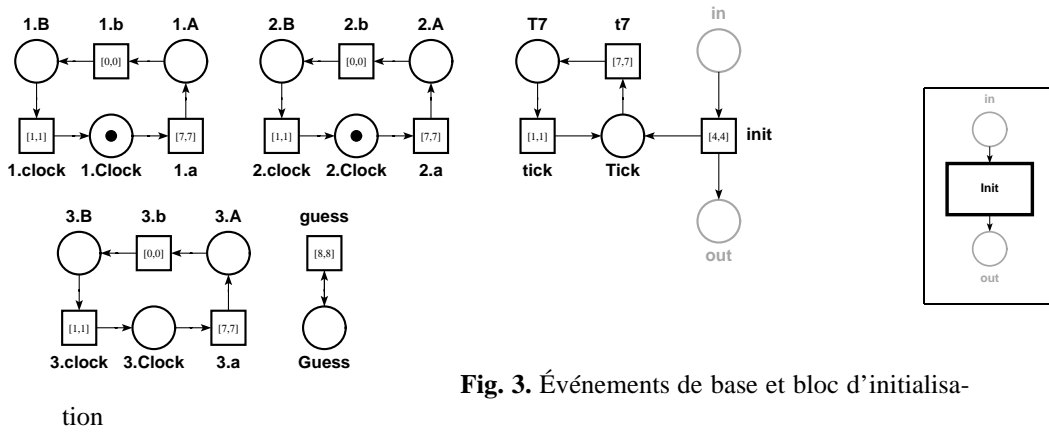 1.B 1.b 1.A 2.B 2.b 2.A T7 t7 in
[0,0] [0,0] [7,7]
in
[1,1] [7,7] [1,1] [7,7] [1,1] [4,4] init
1.clock 1.Clock 1.a 2.clock 2.Clock 2.a tick Tick
Init
3.B 3.b 3.A guess
[0,0] [8,8]
out
out
[1,1] [7,7]
3.clock 3.Clock 3.a Guess
Fig. 3. Événements de base et bloc d'initialisa-
tion